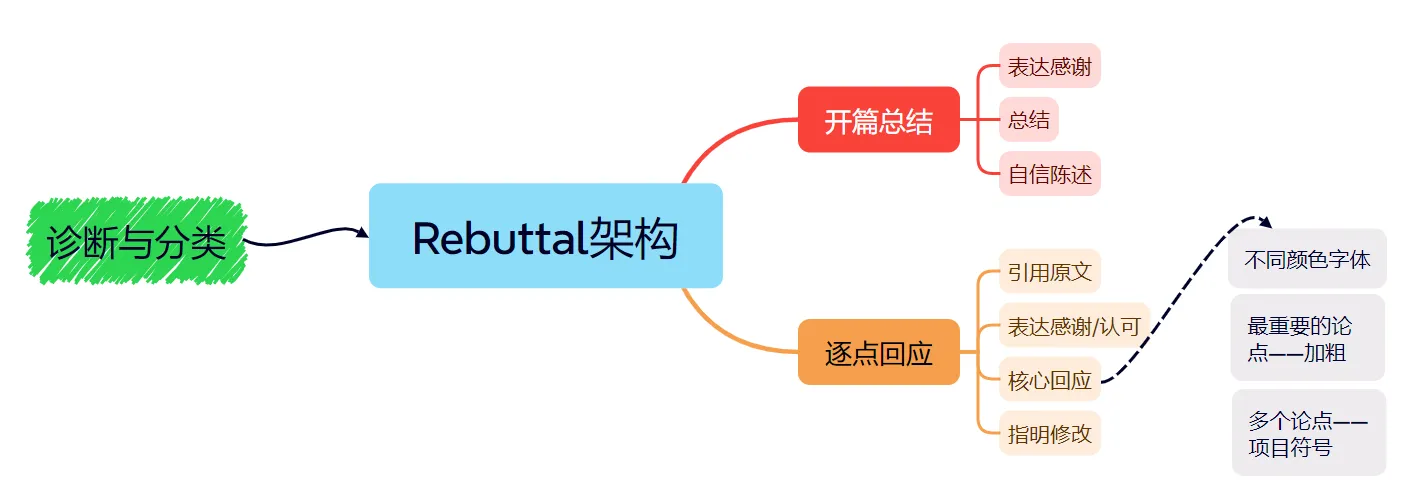 诊断与分类
Rebuttal架构
开篇总结
表达感谢
总结
自信陈述
逐点回应
引用原文
表达感谢/认可
核心回应
指明修改
不同颜色字体
最重要的论
点——加粗
多个论点——
项目符号